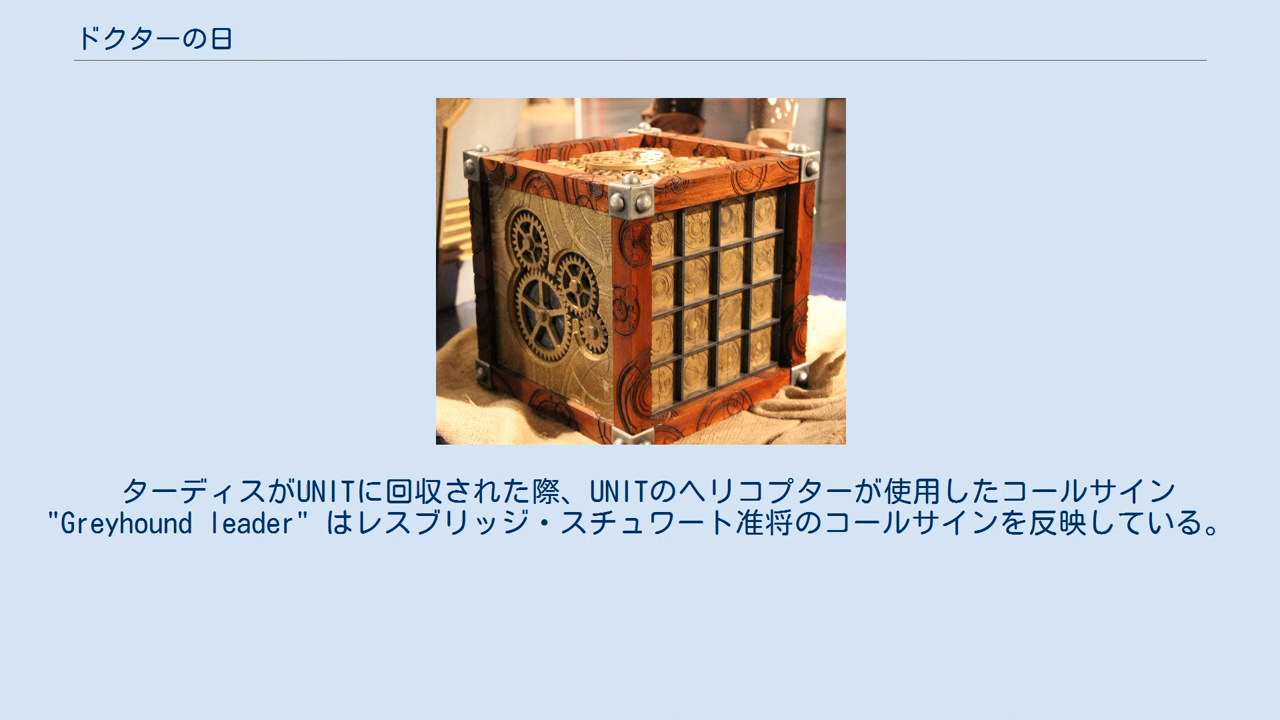 ドクターの日
ターディスがUNITに回収された際、UNITのヘリコプターが使用したコールサイン
"Greyhound leader" はレスブリッジ・スチュワート准将のコールサインを反映している。